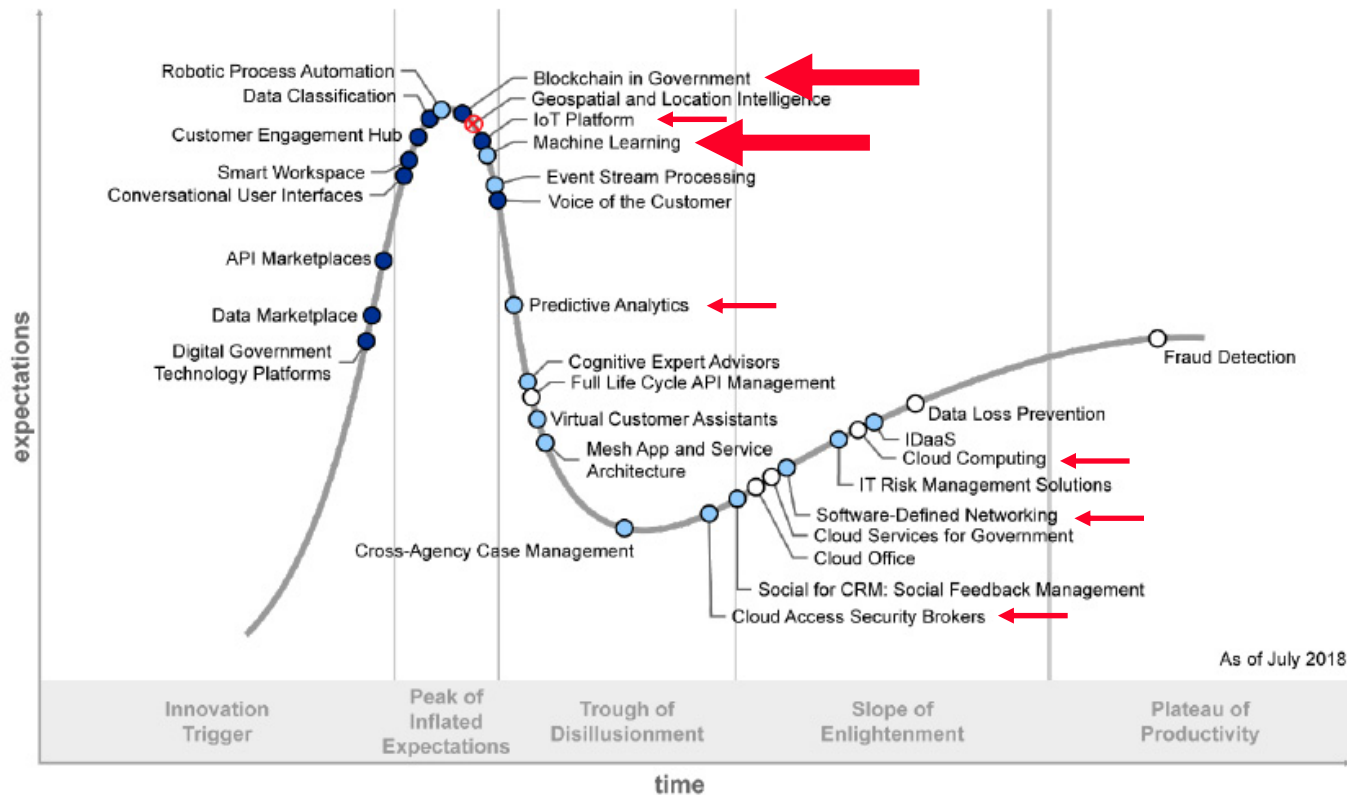 Robotic Process Automation
Data Classification
Customer Engagement Hub
Smart Workspace
Conversational User Interfaces
API Marketplaces
Data Marketplace
Digital Government
Technology Platforms
Blockchain in Government
Geospatial and Location Intelligence
IoT Platform
Machine Learning
Event Stream Processing
Voice of the Customer
Predictive Analytics
Cognitive Expert Advisors
Full Life Cycle API Management
Virtual Customer Assistants
Mesh App and Service
Architecture
Cross-Agency Case Management
Fraud Detection
Data Loss Prevention
IDaaS
Cloud Computing
IT Risk Management Solutions
Software-Defined Networking
Cloud Services for Government
Cloud Office
Social for CRM: Social Feedback Management
Cloud Access Security Brokers
As of July 2018
expectations
Innovation
Trigger
Peak of
Inflated
Expectations
Trough of
Disillusionment
Slope of
Enlightenment
Plateau of
Productivity
time